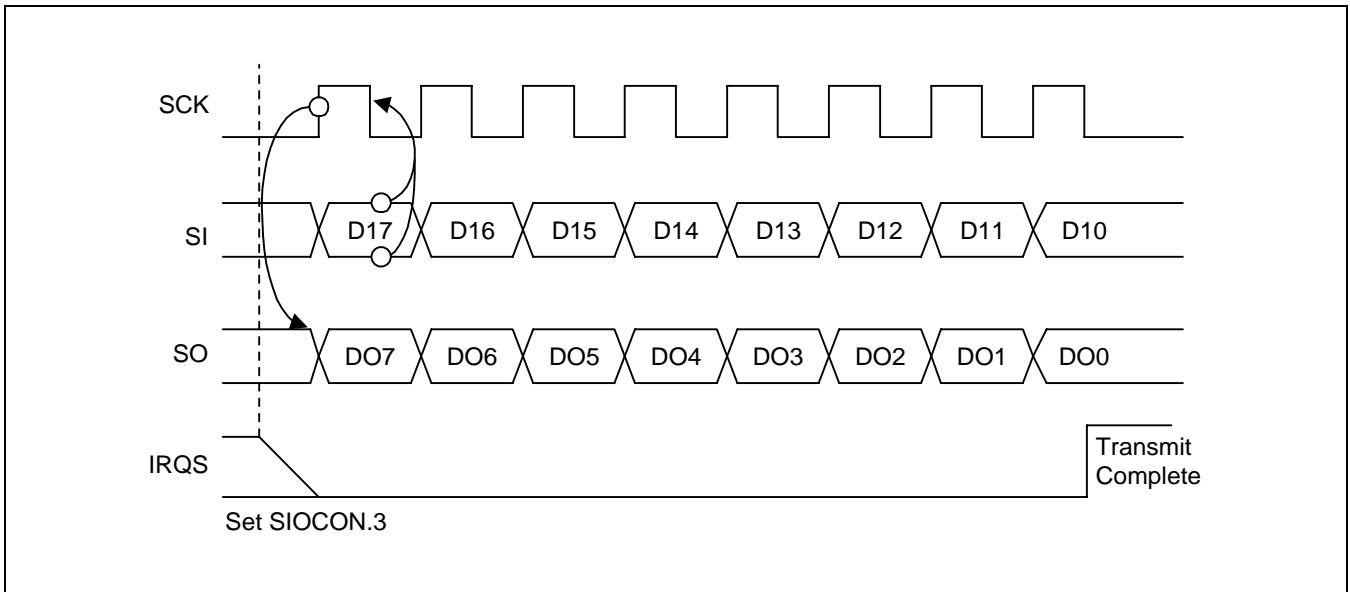 SCK
SI
D17 D16 D15 D14 D13 D12 D11 D10
SO
DO7 DO6 DO5 DO4 DO3 DO2 DO1 DO0
IRQS
Transmit
Complete
Set SIOCON.3